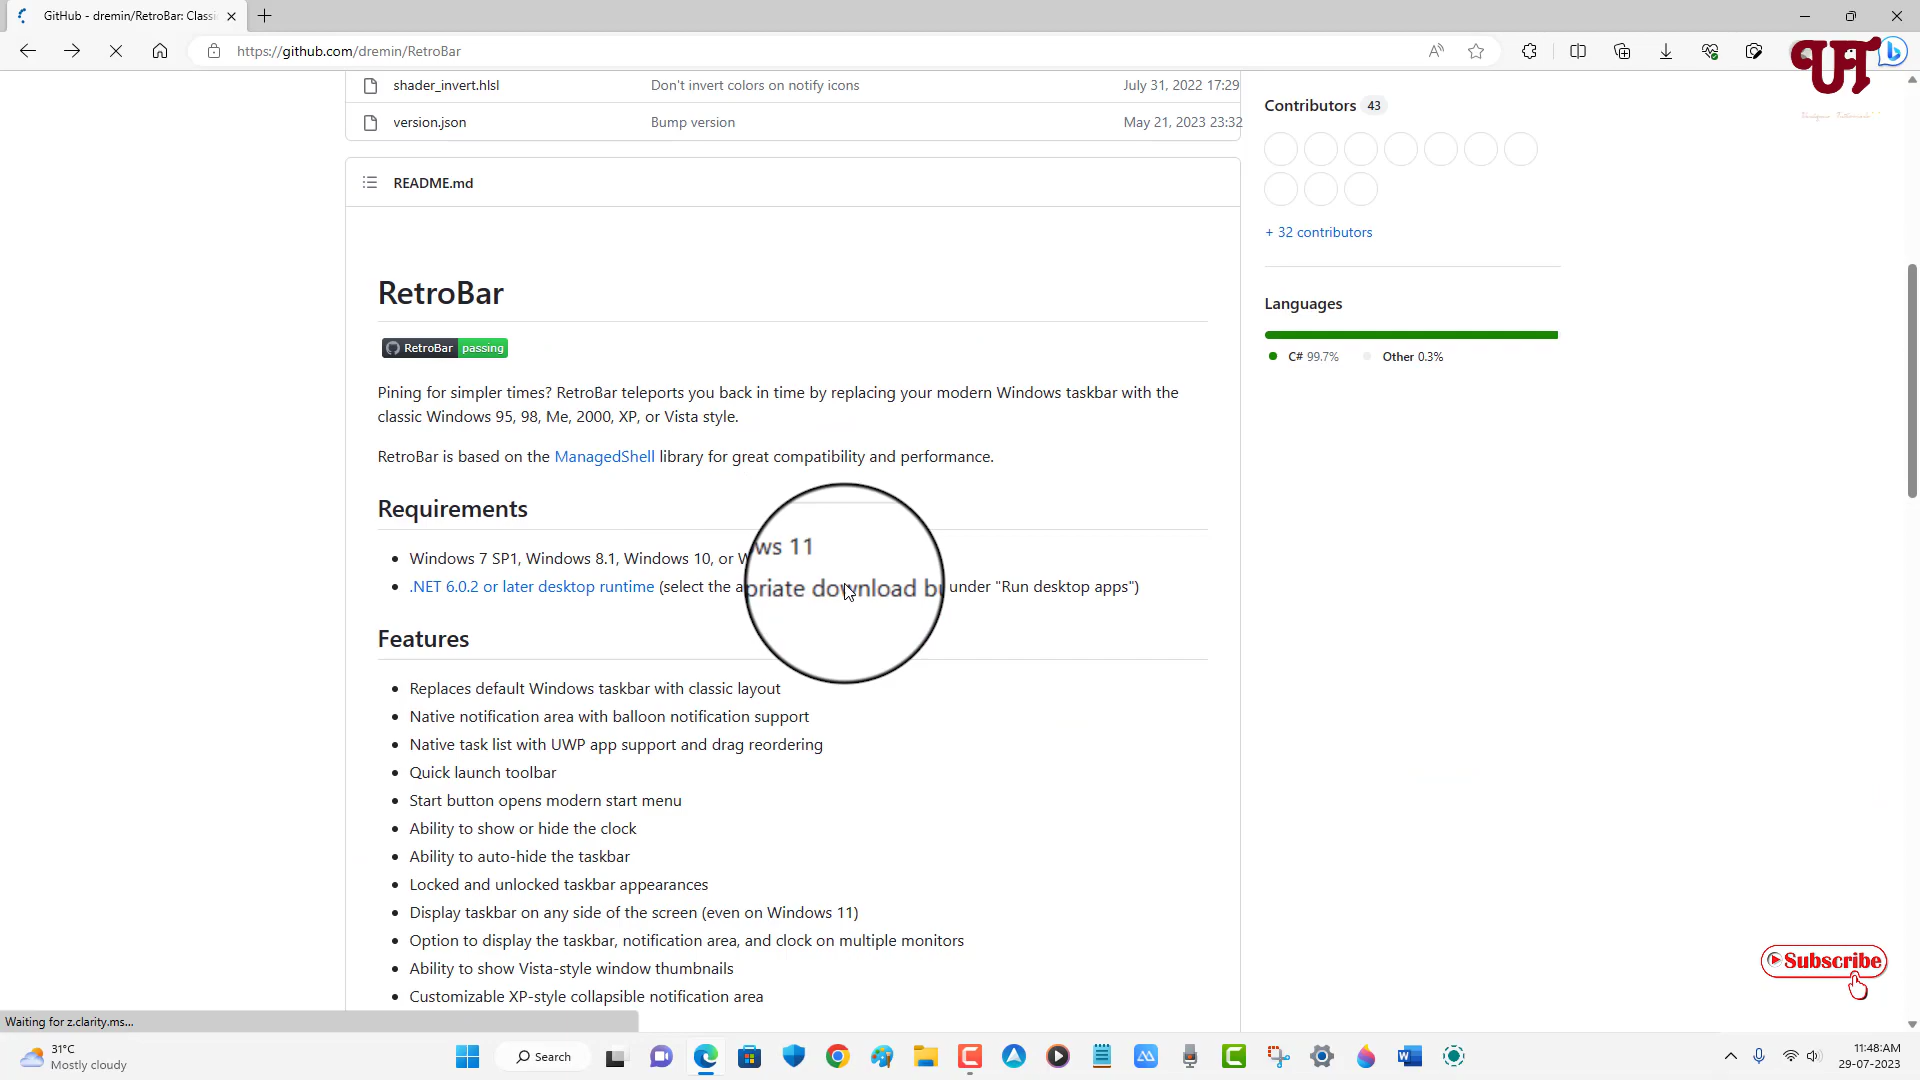 GitHub - dremin/RetroBar: Classi
https://github.com/dremin/RetroBar
UT
shader_invert.hlsl Don't invert colors on notify icons July 31, 2022 17:29
version.json Bump version May 21, 2023 23:32
Contributors 43
+ 32 contributors
Languages
C# 99.7% Other 0.3%
README.md
RetroBar
RetroBar passing
Pining for simpler times? RetroBar teleports you back in time by replacing your modern Windows taskbar with the
classic Windows 95, 98, Me, 2000, XP, or Vista style.
RetroBar is based on the ManagedShell library for great compatibility and performance.
Requirements
Windows 7 SP1, Windows 8.1, Windows 10, or W ws 11
.NET 6.0.2 or later desktop runtime (select the a priate download bu under "Run desktop apps")
Features
Replaces default Windows taskbar with classic layout
Native notification area with balloon notification support
Native task list with UWP app support and drag reordering
Quick launch toolbar
Start button opens modern start menu
Ability to show or hide the clock
Ability to auto-hide the taskbar
Locked and unlocked taskbar appearances
Display taskbar on any side of the screen (even on Windows 11)
Option to display the taskbar, notification area, and clock on multiple monitors
Ability to show Vista-style window thumbnails
Customizable XP-style collapsible notification area
Subscribe
Waiting for z.clarity.ms...
31°C
Mostly cloudy
Search
11:48:AM
29-07-2023